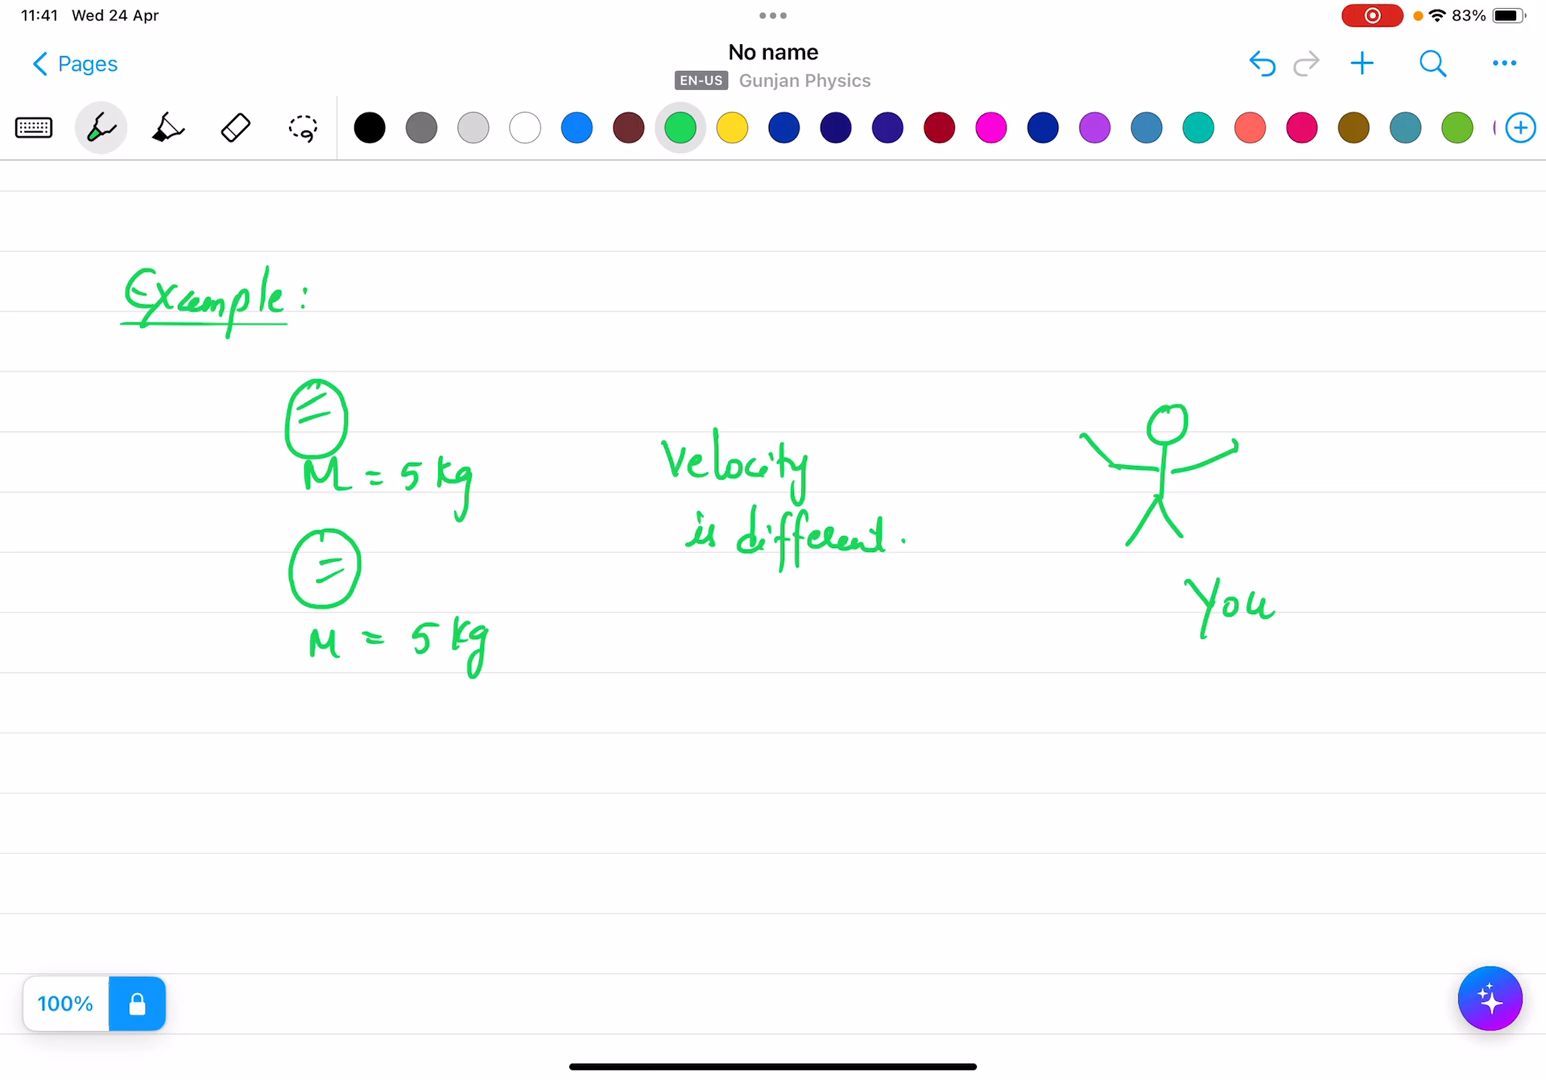 11:41 Wed 24 Apr
83%
Pages
No name
EN-US Gunjan Physics
Example:
M = 5 kg
Velocity
is different.
M = 5 kg
You
100%